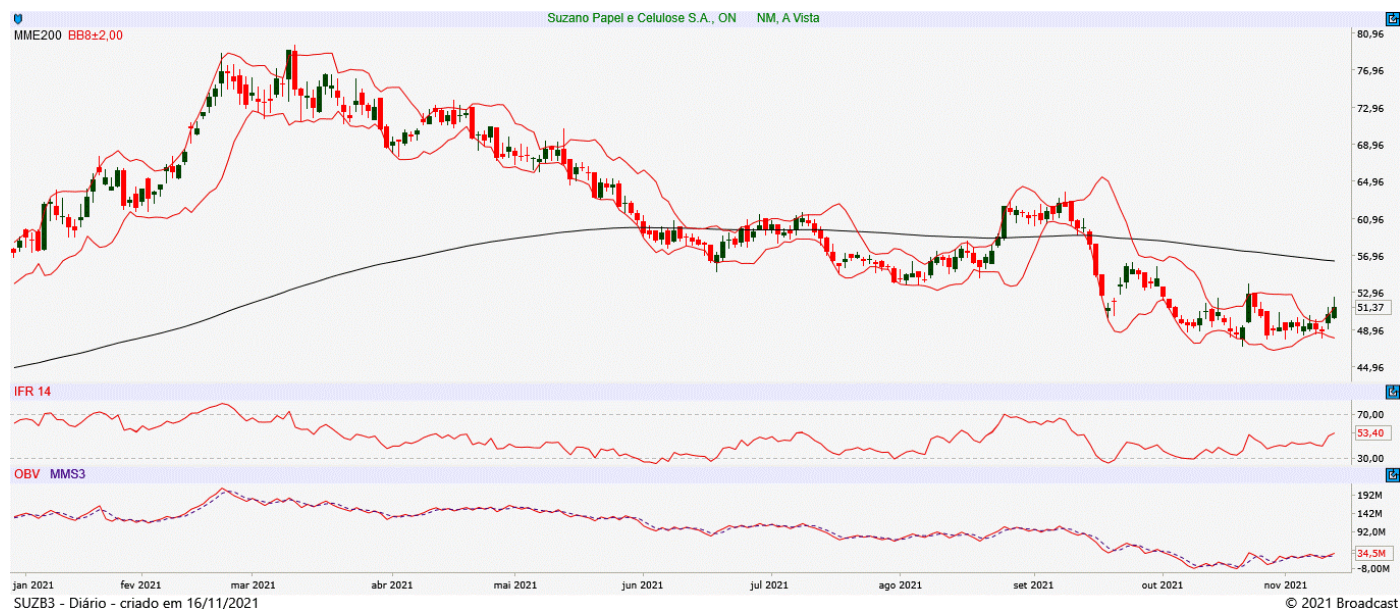 Suzano Papel e Celulose S.A., ON NM, A Vista
MME200 BB8±2,00
80,96
76,96
72,96
68,96
64,96
60,96
56,96
52,96
51,37
48,96
44,96
IFR 14
70,00
53,40
30,00
OBV MMS3
192M
142M
92,0M
34,5M
-8,00M
jan 2021 fev 2021 mar 2021 abr 2021 mai 2021 jun 2021 jul 2021 ago 2021 set 2021 out 2021 nov 2021
SUZB3 - Diário - criado em 16/11/2021 © 2021 Broadcast